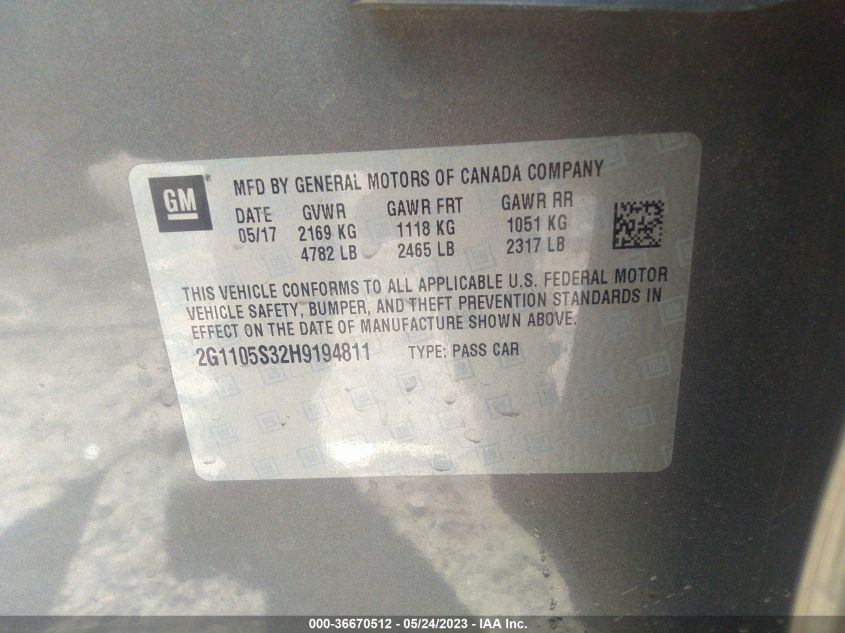 GM
MFD BY GENERAL MOTORS OF CANADA COMPANY
DATE GVWR GAWR FRT GAWR RR
05/17 2169 KG 1118 KG 1051 KG
4782 LB 2465 LB 2317 LB
THIS VEHICLE CONFORMS TO ALL APPLICABLE U.S. FEDERAL MOTOR
VEHICLE SAFETY, BUMPER, AND THEFT PREVENTION STANDARDS IN
EFFECT ON THE DATE OF MANUFACTURE SHOWN ABOVE.
2G1105S32H9194811 TYPE: PASS CAR
000-36670512 - 05/24/2023 - IAA Inc.